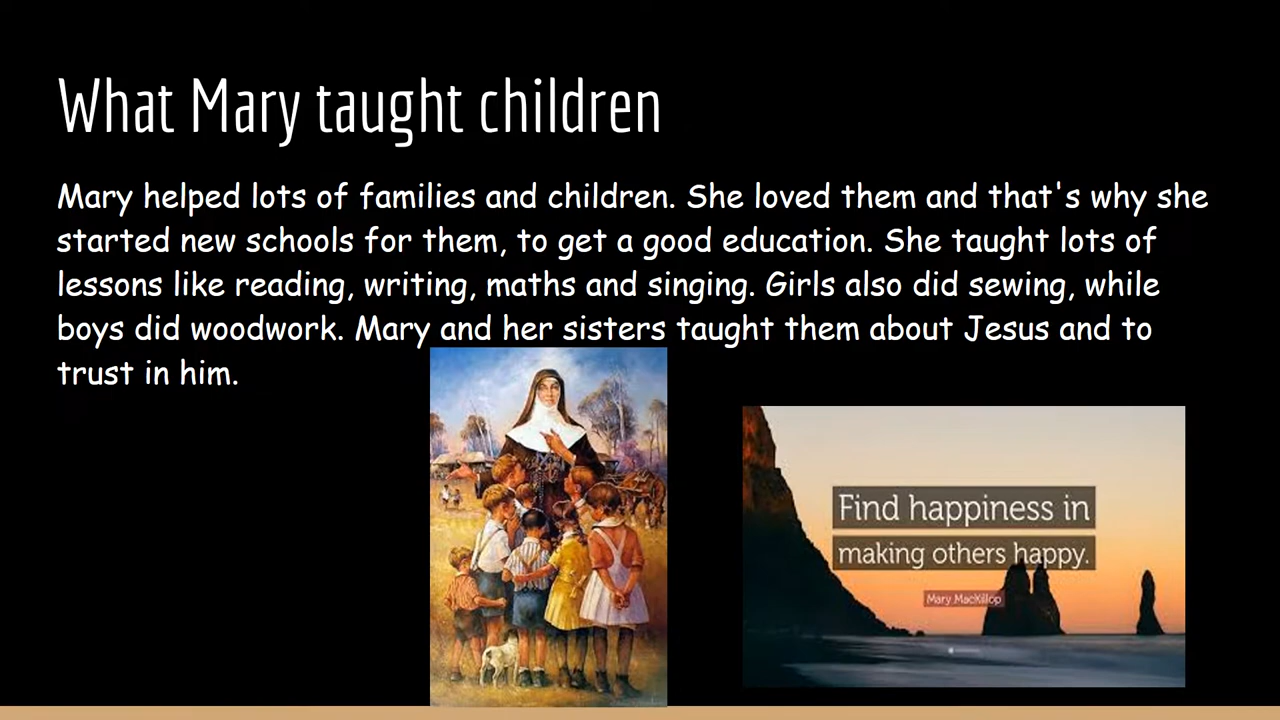 What Mary taught children
Mary helped lots of families and children. She loved them and that's why she
started new schools for them, to get a good education. She taught lots of
lessons like reading, writing, maths and singing. Girls also did sewing, while
boys did woodwork. Mary and her sisters taught them about Jesus and to
trust in him.
Find happiness in
making others happy.
Mary MacKillop